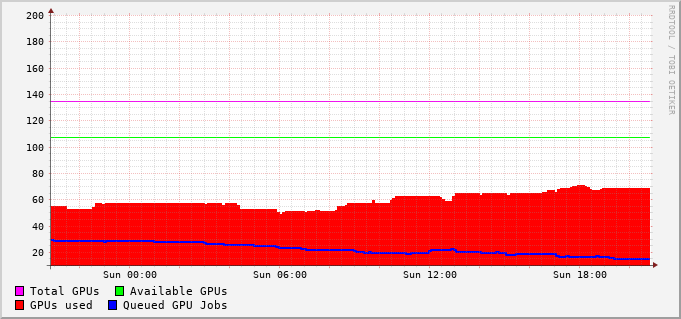 200
180
160
140
120
100
80
60
40
20
Sun 00:00 Sun 06:00 Sun 12:00 Sun 18:00
Total GPUs Available GPUs
GPUs used Queued GPU Jobs
RRDTOOL / TOBI OETIKER